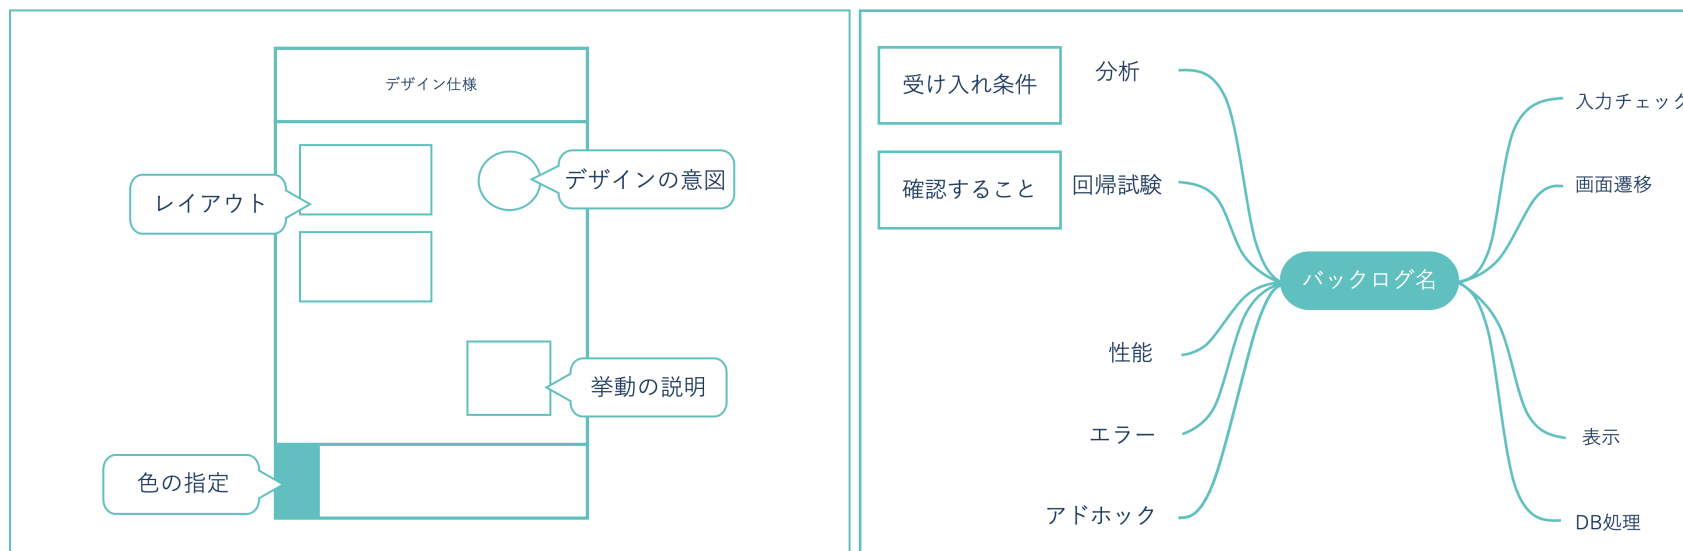 デザイン仕様
レイアウト
デザインの意図
挙動の説明
色の指定
受け入れ条件
確認すること
分析
回帰試験
性能
エラー
アドホック
バックログ名
入力チェック
画面遷移
表示
DB処理